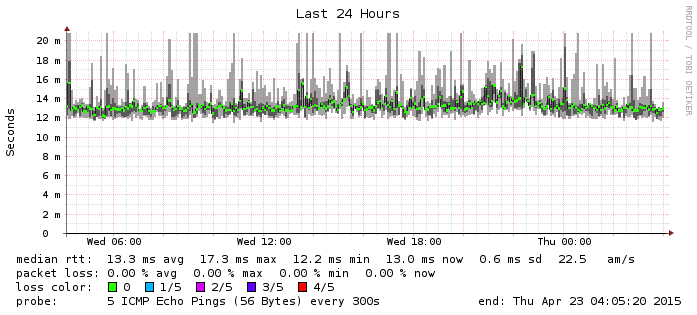 Last 24 Hours
RRDTOOL / TOBI OETIKER
Seconds
20 m
18 m
16 m
14 m
12 m
10 m
8 m
6 m
4 m
2 m
0
Wed 06:00 Wed 12:00 Wed 18:00 Thu 00:00
median rtt: 13.3 ms avg 17.3 ms max 12.2 ms min 13.0 ms now 0.6 ms sd 22.5 am/s
packet loss: 0.00 % avg 0.00 % max 0.00 % min 0.00 % now
loss color: 0 1/5 2/5 3/5 4/5
probe: 5 ICMP Echo Pings (56 Bytes) every 300s end: Thu Apr 23 04:05:20 2015